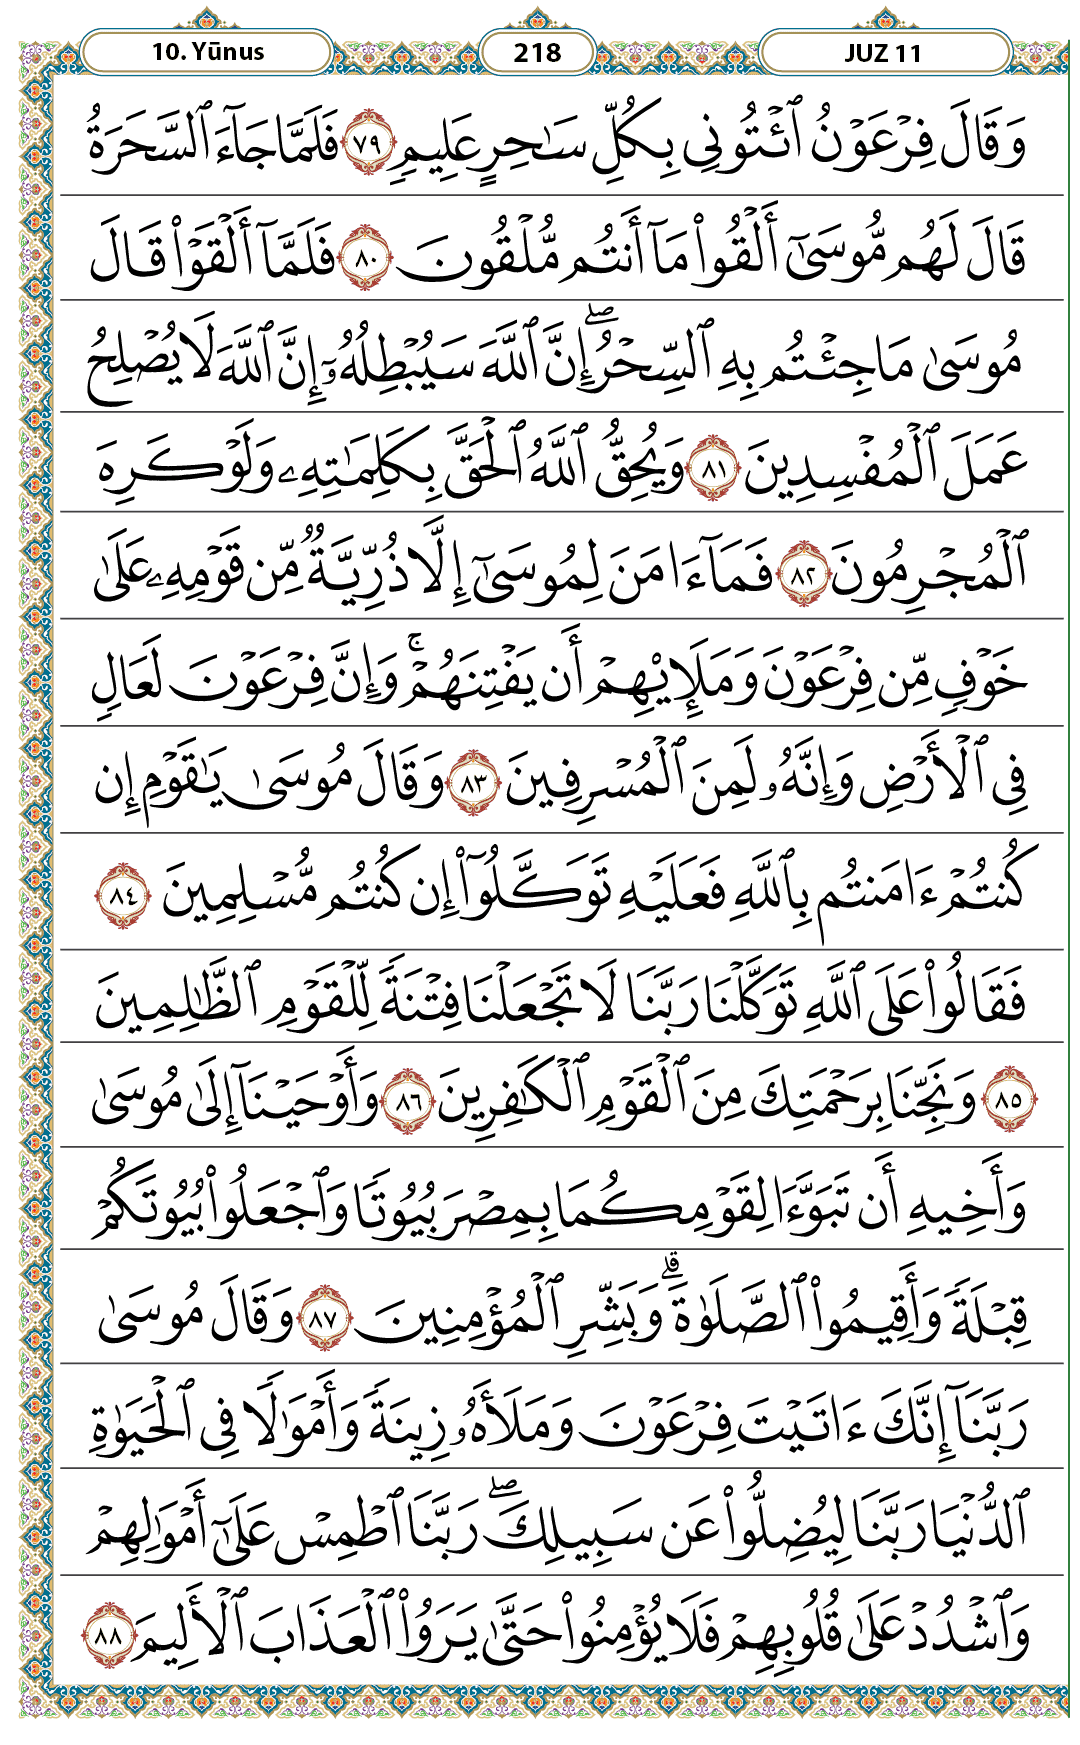 10. Yūnus 218 JUZ 11
وَقَالَ فِرْعَوْنُ ٱئْتُونِى بِكُلِّ سَـٰحِرٍ عَلِيمٍ ٧٩ فَلَمَّا جَآءَ ٱلسَّحَرَةُ
قَالَ لَهُم مُّوسَىٰٓ أَلْقُوا۟ مَآ أَنتُم مُّلْقُونَ ٨٠ فَلَمَّآ أَلْقَوْا۟ قَالَ
مُوسَىٰ مَا جِئْتُم بِهِ ٱلسِّحْرُ ۖ إِنَّ ٱللَّهَ سَيُبْطِلُهُۥٓ إِنَّ ٱللَّهَ لَا يُصْلِحُ
عَمَلَ ٱلْمُفْسِدِينَ ٨١ وَيُحِقُّ ٱللَّهُ ٱلْحَقَّ بِكَلِمَـٰتِهِۦ وَلَوْ كَرِهَ
ٱلْمُجْرِمُونَ ٨٢ فَمَآ ءَامَنَ لِمُوسَىٰٓ إِلَّا ذُرِّيَّةٌ مِّن قَوْمِهِۦ عَلَىٰ
خَوْفٍ مِّن فِرْعَوْنَ وَمَلَإِي۟هِمْ أَن يَفْتِنَهُمْ ۚ وَإِنَّ فِرْعَوْنَ لَعَالٍ
فِى ٱلْأَرْضِ وَإِنَّهُۥ لَمِنَ ٱلْمُسْرِفِينَ ٨٣ وَقَالَ مُوسَىٰ يَـٰقَوْمِ إِن
كُنتُمْ ءَامَنتُم بِٱللَّهِ فَعَلَيْهِ تَوَكَّلُوٓا۟ إِن كُنتُم مُّسْلِمِينَ ٨٤
فَقَالُوا۟ عَلَى ٱللَّهِ تَوَكَّلْنَا رَبَّنَا لَا تَجْعَلْنَا فِتْنَةً لِّلْقَوْمِ ٱلظَّـٰلِمِينَ
٨٥ وَنَجِّنَا بِرَحْمَتِكَ مِنَ ٱلْقَوْمِ ٱلْكَـٰفِرِينَ ٨٦ وَأَوْحَيْنَآ إِلَىٰ مُوسَىٰ
وَأَخِيهِ أَن تَبَوَّءَا لِقَوْمِكُمَا بِمِصْرَ بُيُوتًا وَٱجْعَلُوا۟ بُيُوتَكُمْ
قِبْلَةً وَأَقِيمُوا۟ ٱلصَّلَوٰةَ ۗ وَبَشِّرِ ٱلْمُؤْمِنِينَ ٨٧ وَقَالَ مُوسَىٰ
رَبَّنَآ إِنَّكَ ءَاتَيْتَ فِرْعَوْنَ وَمَلَأَهُۥ زِينَةً وَأَمْوَٰلًا فِى ٱلْحَيَوٰةِ
ٱلدُّنْيَا رَبَّنَا لِيُضِلُّوا۟ عَن سَبِيلِكَ ۖ رَبَّنَا ٱطْمِسْ عَلَىٰٓ أَمْوَٰلِهِمْ
وَٱشْدُدْ عَلَىٰ قُلُوبِهِمْ فَلَا يُؤْمِنُوا۟ حَتَّىٰ يَرَوُا۟ ٱلْعَذَابَ ٱلْأَلِيمَ ٨٨